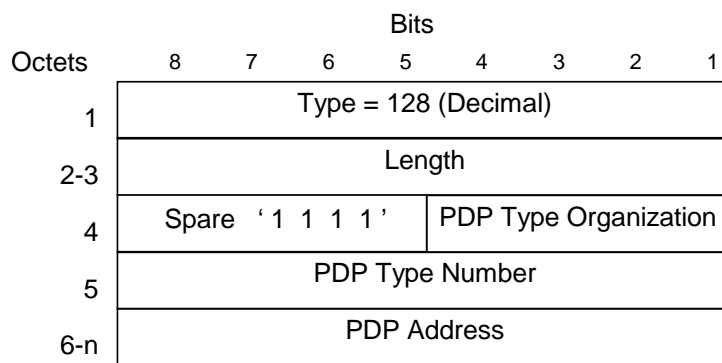 Bits
Octets 8 7 6 5 4 3 2 1
1 Type = 128 (Decimal)
2-3 Length
4 Spare ‘ 1 1 1 1 ’ PDP Type Organization
5 PDP Type Number
6-n PDP Address